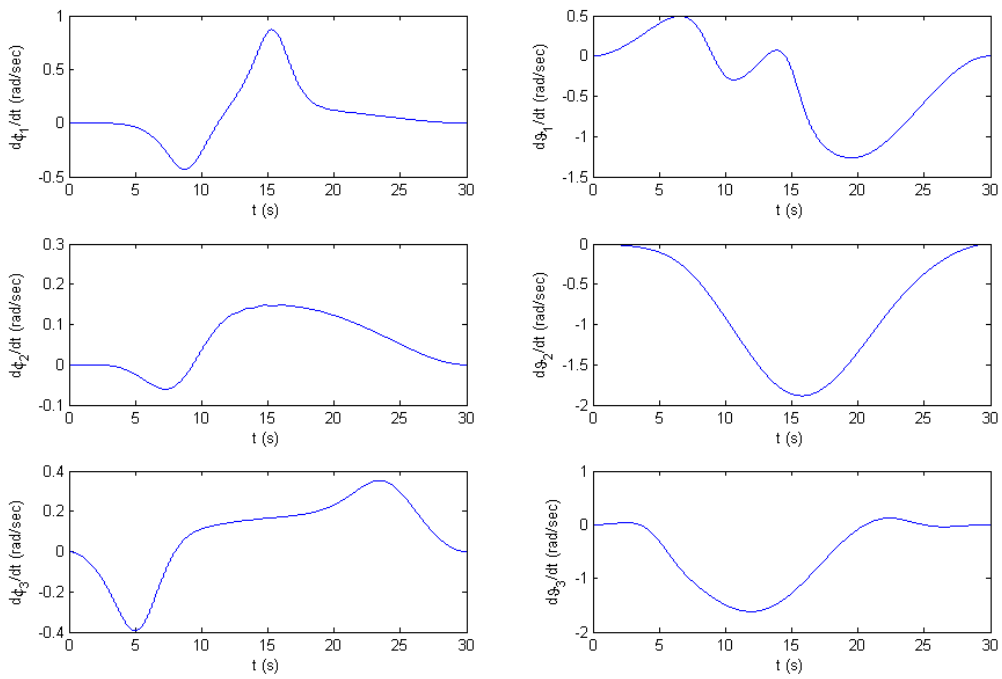 1
0.5
0
-0.5
0 5 10 15 20 25 30
t (s)
dϕ1/dt (rad/sec)
0.5
0
-0.5
-1
-1.5
0 5 10 15 20 25 30
t (s)
dϑ1/dt (rad/sec)
0.3
0.2
0.1
0
-0.1
0 5 10 15 20 25 30
t (s)
dϕ2/dt (rad/sec)
0
-0.5
-1
-1.5
-2
0 5 10 15 20 25 30
t (s)
dϑ2/dt (rad/sec)
0.4
0.2
0
-0.2
-0.4
0 5 10 15 20 25 30
t (s)
dϕ3/dt (rad/sec)
1
0
-1
-2
0 5 10 15 20 25 30
t (s)
dϑ3/dt (rad/sec)